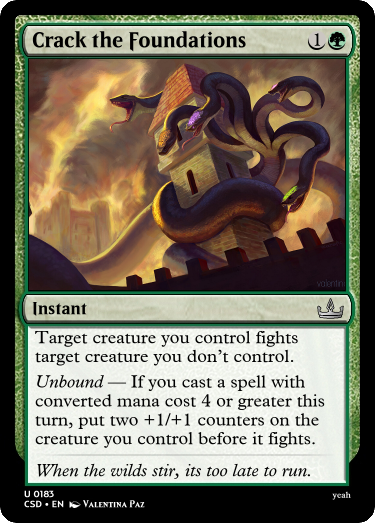 Crack the Foundations 1
Instant
Target creature you control fights
target creature you don't control.
Unbound — If you cast a spell with
converted mana cost 4 or greater this
turn, put two +1/+1 counters on the
creature you control before it fights.
When the wilds stir, its too late to run.
U 0183
CSD • EN Valentina Paz
yeah